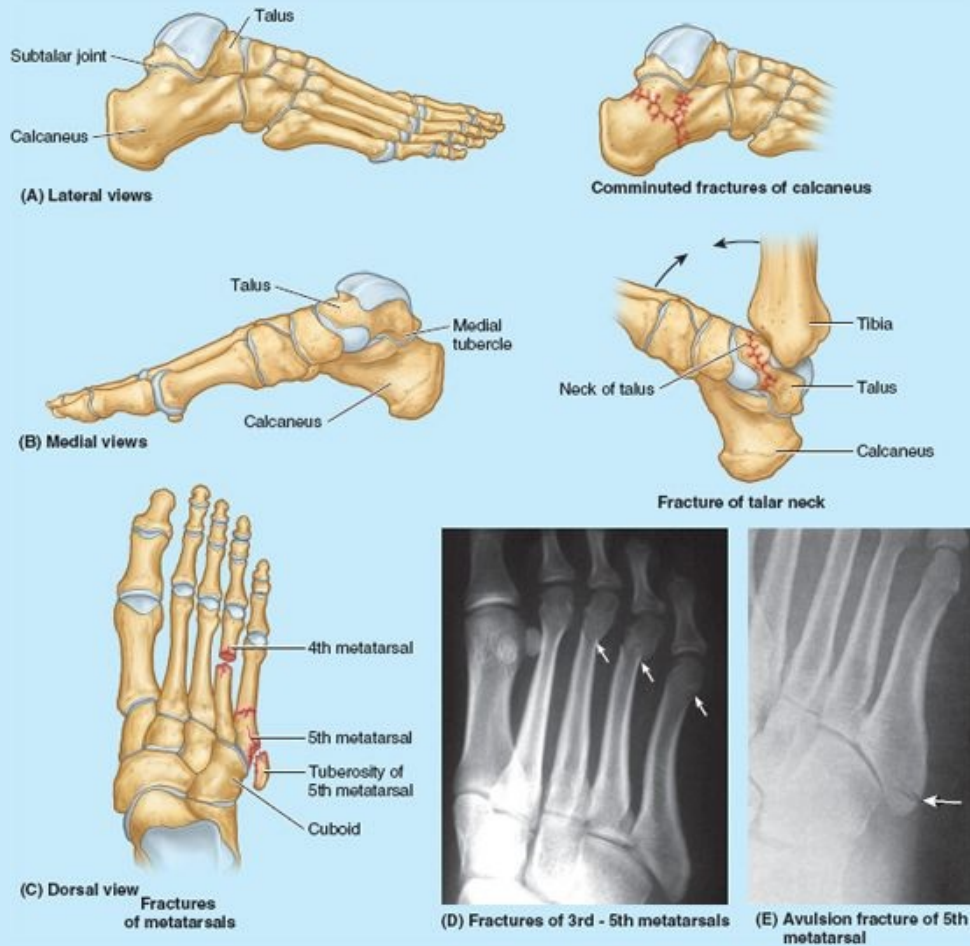 Talus
Subtalar joint
Calcaneus
(A) Lateral views
Comminuted fractures of calcaneus
Talus
Medial
tubercle
Calcaneus
(B) Medial views
Tibia
Neck of talus
Talus
Calcaneus
Fracture of talar neck
4th metatarsal
5th metatarsal
Tuberosity of
5th metatarsal
Cuboid
(C) Dorsal view
Fractures
of metatarsals
(D) Fractures of 3rd - 5th metatarsals
(E) Avulsion fracture of 5th
metatarsal